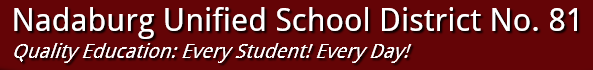 Nadaburg Unified School District No. 81
Quality Education: Every Student! Every Day!